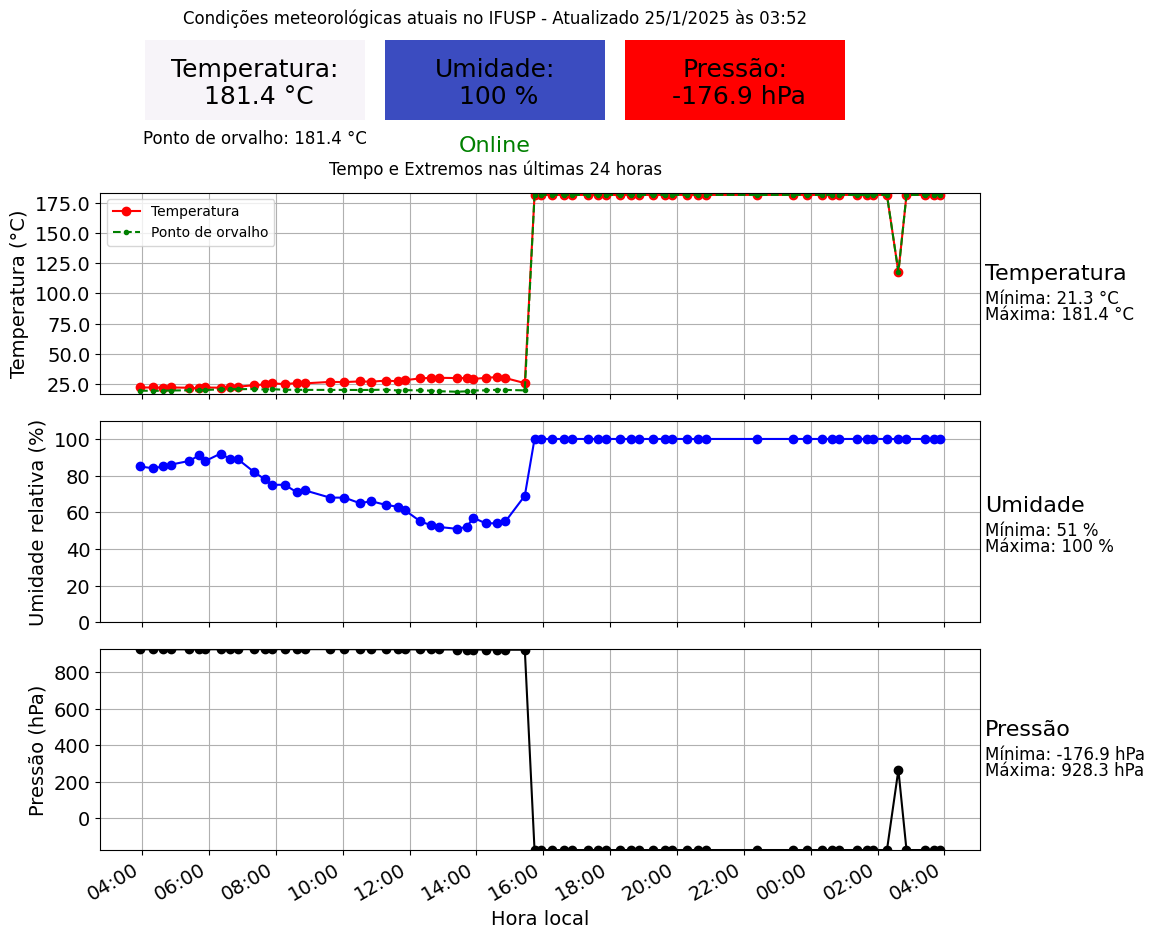 Condições meteorológicas atuais no IFUSP - Atualizado 25/1/2025 às 03:52
Temperatura:
181.4 °C
Umidade:
100 %
Pressão:
-176.9 hPa
Ponto de orvalho: 181.4 °C
Online
Tempo e Extremos nas últimas 24 horas
Temperatura (°C)
175.0
150.0
125.0
100.0
75.0
50.0
25.0
Temperatura
Ponto de orvalho
Temperatura
Mínima: 21.3 °C
Máxima: 181.4 °C
Umidade relativa (%)
100
80
60
40
20
0
Umidade
Mínima: 51 %
Máxima: 100 %
Pressão (hPa)
800
600
400
200
0
Pressão
Mínima: -176.9 hPa
Máxima: 928.3 hPa
04:00 06:00 08:00 10:00 12:00 14:00 16:00 18:00 20:00 22:00 00:00 02:00 04:00
Hora local